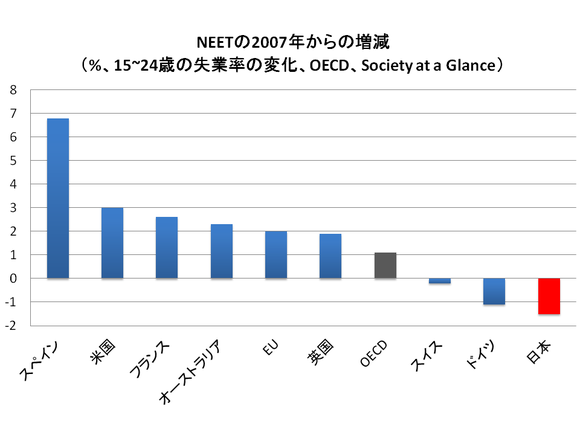 NEETの2007年からの増減
（%、15~24歳の失業率の変化、OECD、Society at a Glance）
8
7
6
5
4
3
2
1
0
-1
-2
スペイン
米国
フランス
オーストラリア
EU
英国
OECD
スイス
ドイツ
日本